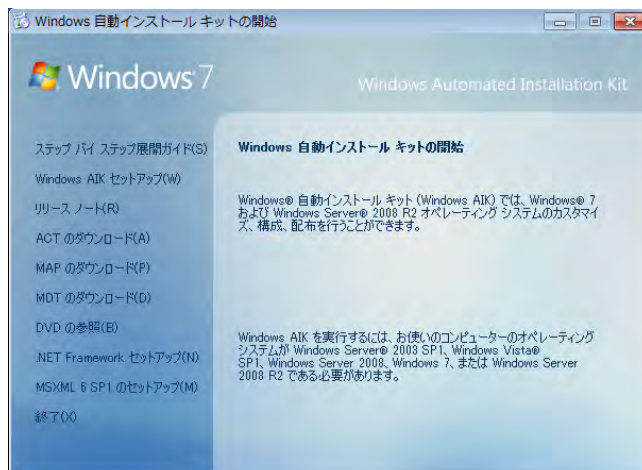 Windows 自動インストール キットの開始
Windows 7
Windows Automated Installation Kit
ステップ バイ ステップ展開ガイド(S)
Windows AIK セットアップ(W)
リリース ノート(R)
ACT のダウンロード(A)
MAP のダウンロード(P)
MDT のダウンロード(D)
DVD の参照(B)
.NET Framework セットアップ(N)
MSXML 6 SP1 のセットアップ(M)
終了(X)
Windows 自動インストール キットの開始
Windows® 自動インストール キット (Windows AIK) では、Windows® 7
および Windows Server® 2008 R2 オペレーティング システムのカスタマイ
ズ、構成、配布を行うことができます。
Windows AIK を実行するには、お使いのコンピューターのオペレーティング
システムが Windows Server® 2003 SP1、Windows Vista®
SP1、Windows Server 2008、Windows 7、または Windows Server
2008 R2 である必要があります。